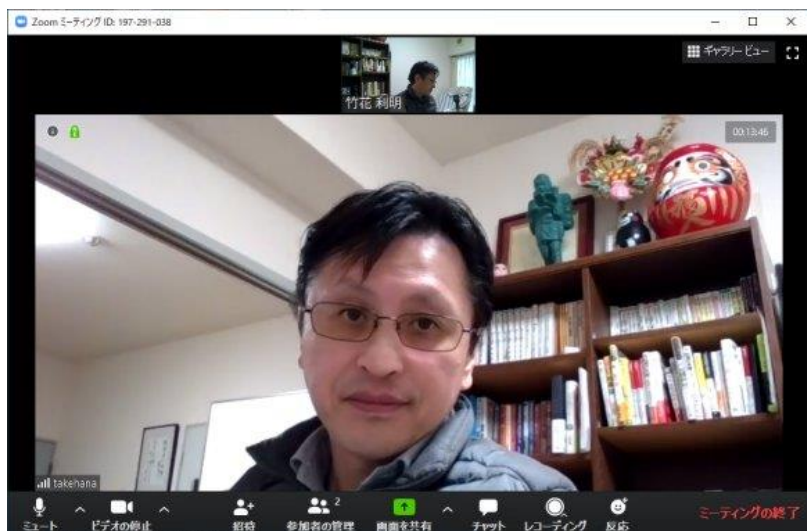 Zoom ミーティング ID: 197-291-038
ギャラリー ビュー
竹花 利明
00:13:46
takehana
ミュート
ビデオの停止
招待
参加者の管理
2
画面を共有
チャット
レコーディング
反応
ミーティングの終了